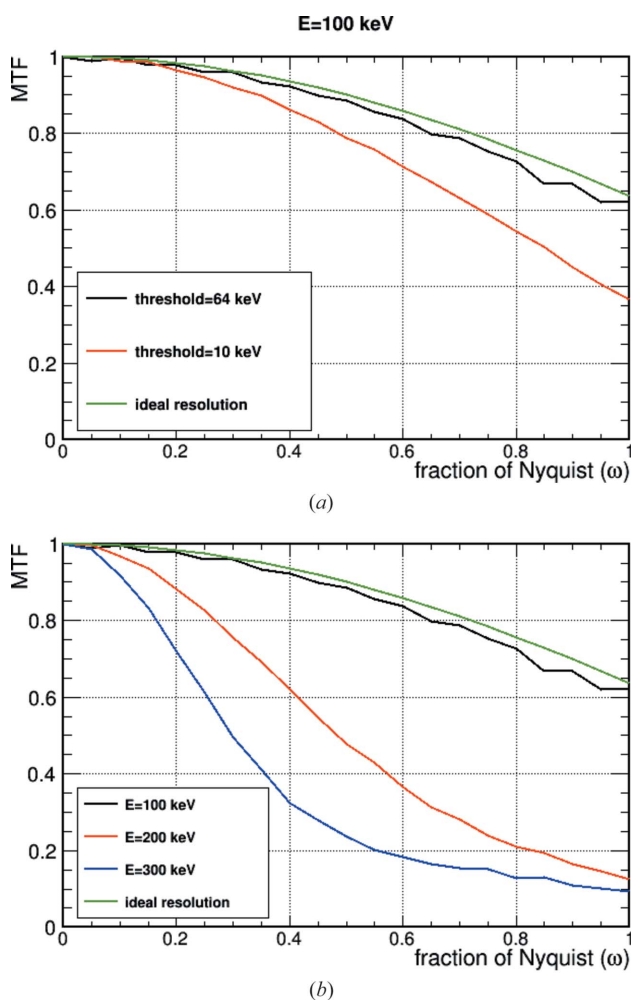 E=100 keV
MTF
1
0.8
0.6
0.4
0.2
0
threshold=64 keV
threshold=10 keV
ideal resolution
0 0.2 0.4 0.6 0.8 1
fraction of Nyquist (ω)
(a)
MTF
1
0.8
0.6
0.4
0.2
0
E=100 keV
E=200 keV
E=300 keV
ideal resolution
0 0.2 0.4 0.6 0.8 1
fraction of Nyquist (ω)
(b)